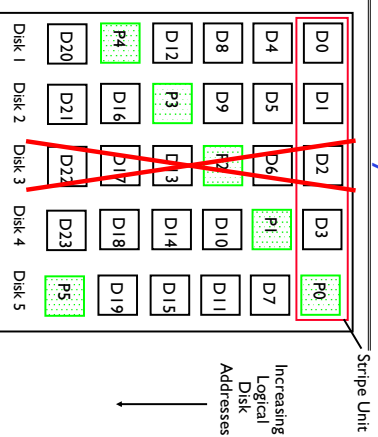 Stripe Unit
D0 D1 D2 D3 P0
D4 D5 D6 P1 D7
D8 D9 P2 D10 D11
D12 P3 D13 D14 D15
P4 D16 D17 D18 D19
D20 D21 D22 D23 P5
Disk 1 Disk 2 Disk 3 Disk 4 Disk 5
Increasing
Logical
Disk
Addresses